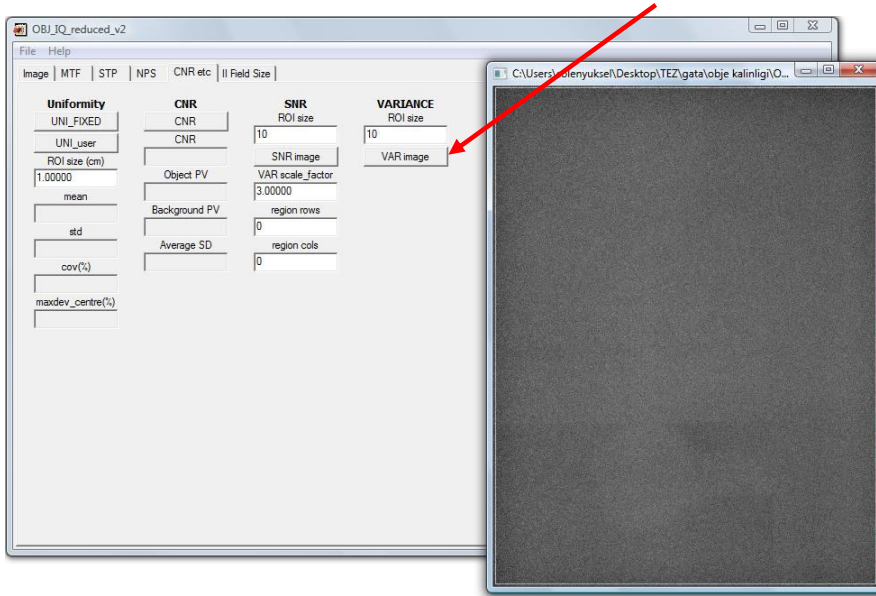 OBJ_IQ_reduced_v2
File Help
Image MTF STP NPS CNR etc II Field Size
Uniformity
UNI_FIXED
UNI_user
ROI size (cm)
1.00000
mean
std
cov(%)
maxdev_centre(%)
CNR
CNR
CNR
Object PV
Background PV
Average SD
SNR
ROI size
10
SNR image
VAR scale_factor
3.00000
region rows
0
region cols
0
VARIANCE
ROI size
10
VAR image
C:\Users\ozlenyuksel\Desktop\TEZ\gata\obje kalinligi\O...